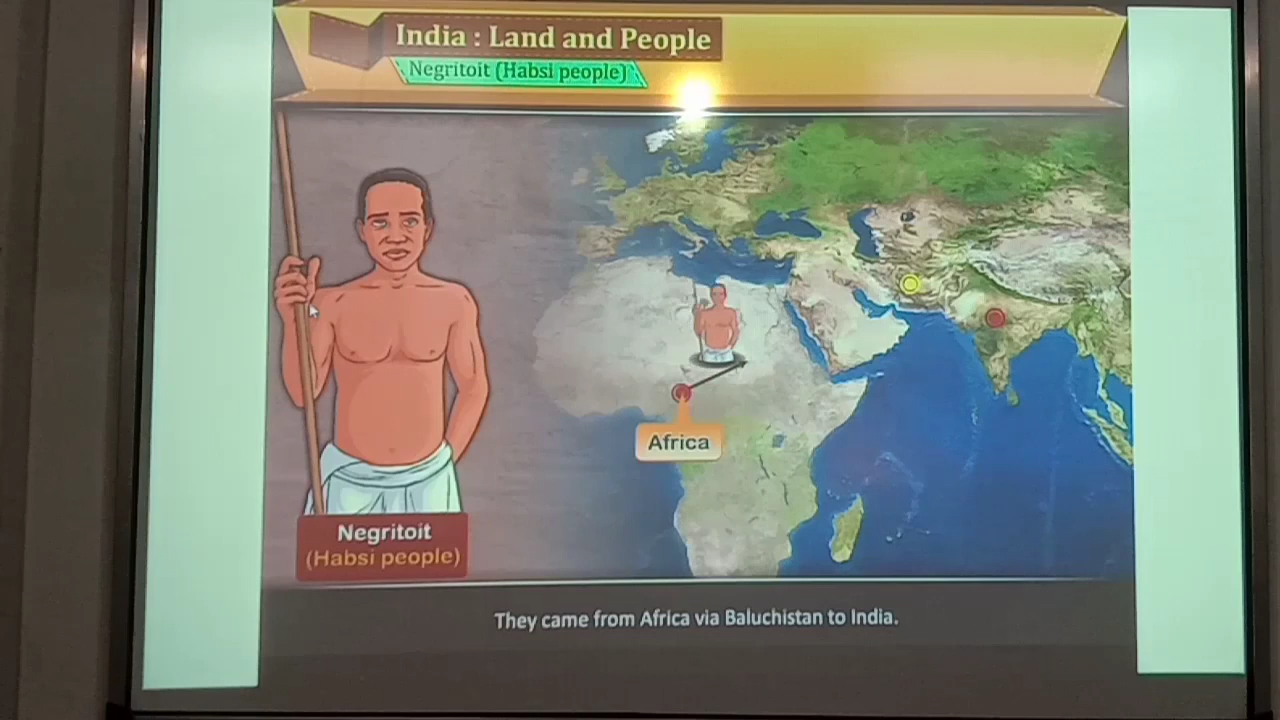 India : Land and People
Negritoit (Habsi people)
Africa
Negritoit
(Habsi people)
They came from Africa via Baluchistan to India.